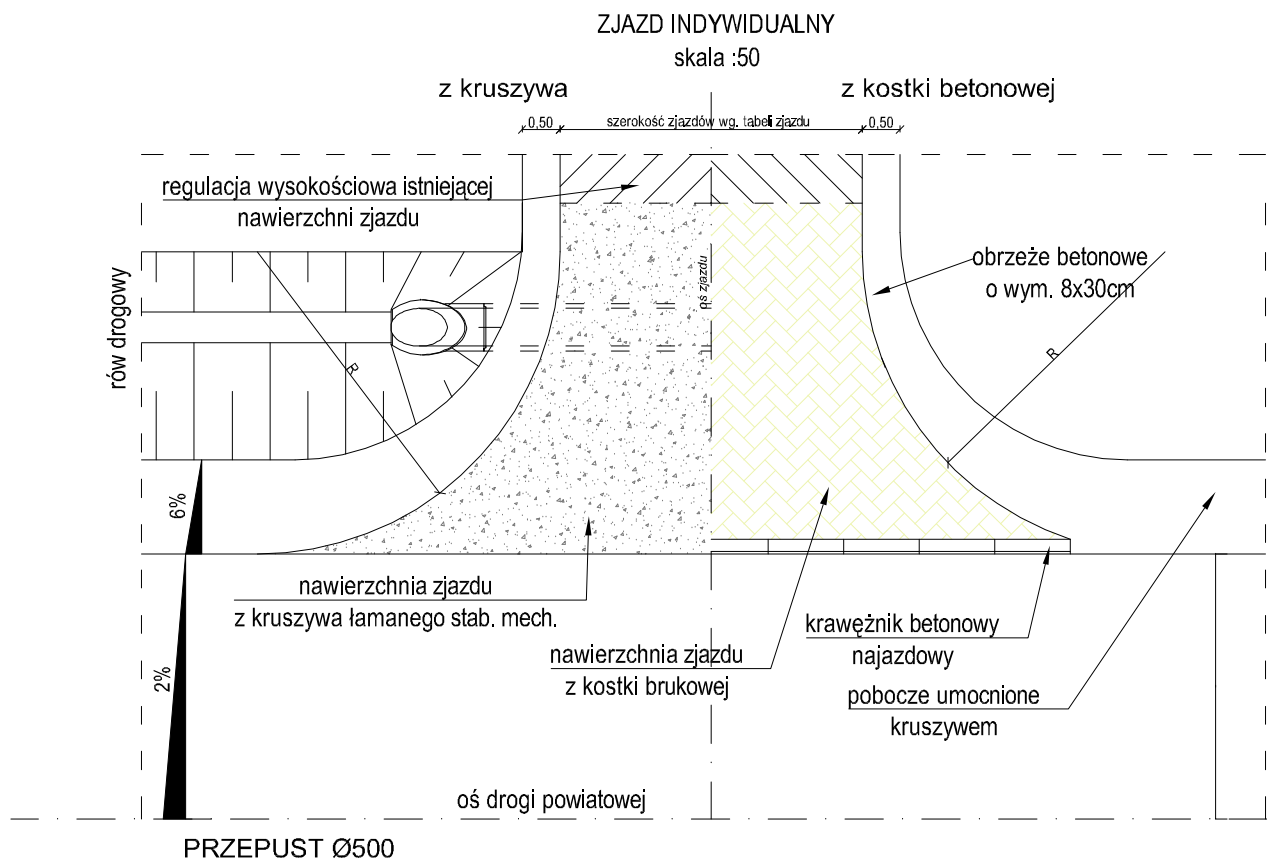 ZJAZD INDYWIDUALNY
skala :50
z kruszywa
z kostki betonowej
0,50
szerokość zjazdów wg. tabeli zjazdu
0,50
regulacja wysokościowa istniejącej
nawierzchni zjazdu
rów drogowy
oś zjazdu
obrzeże betonowe
o wym. 8x30cm
R
R
6%
nawierzchnia zjazdu
z kruszywa łamanego stab. mech.
nawierzchnia zjazdu
z kostki brukowej
krawężnik betonowy
najazdowy
pobocze umocnione
kruszywem
2%
oś drogi powiatowej
PRZEPUST Ø500